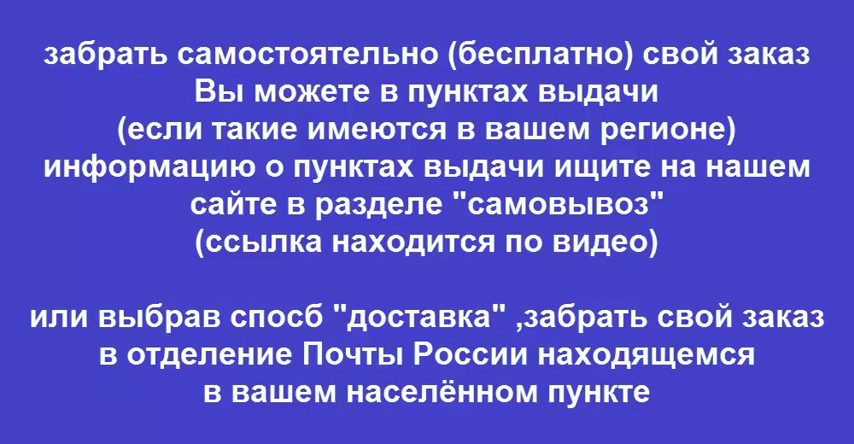 забрать самостоятельно (бесплатно) свой заказ
Вы можете в пунктах выдачи
(если такие имеются в вашем регионе)
информацию о пунктах выдачи ищите на нашем
сайте в разделе "самовывоз"
(ссылка находится по видео)
или выбрав спосб "доставка" ,забрать свой заказ
в отделение Почты России находящемся
в вашем населённом пункте